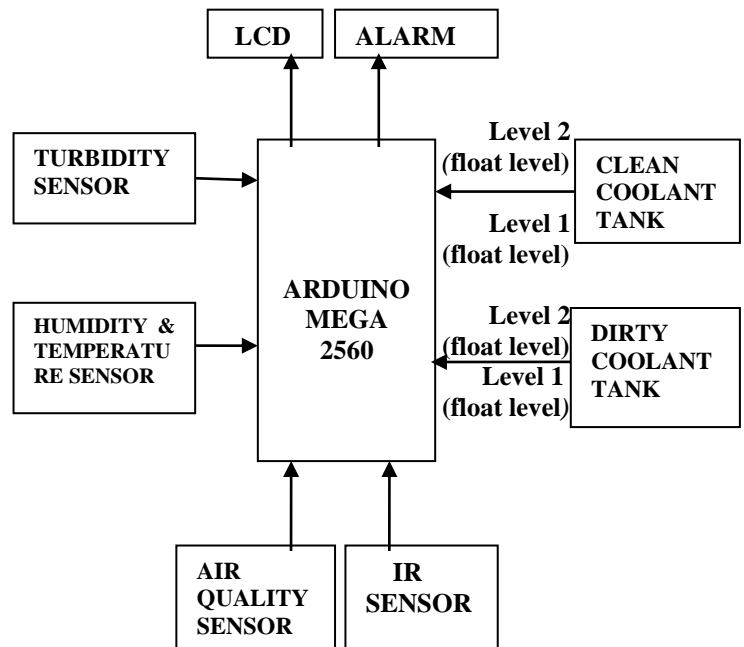 LCD
ALARM
TURBIDITY
SENSOR
Level 2
(float level)
CLEAN
COOLANT
TANK
Level 1
(float level)
ARDUINO
MEGA
2560
HUMIDITY &
TEMPERATU
RE SENSOR
Level 2
(float level)
Level 1
(float level)
DIRTY
COOLANT
TANK
AIR
QUALITY
SENSOR
IR
SENSOR